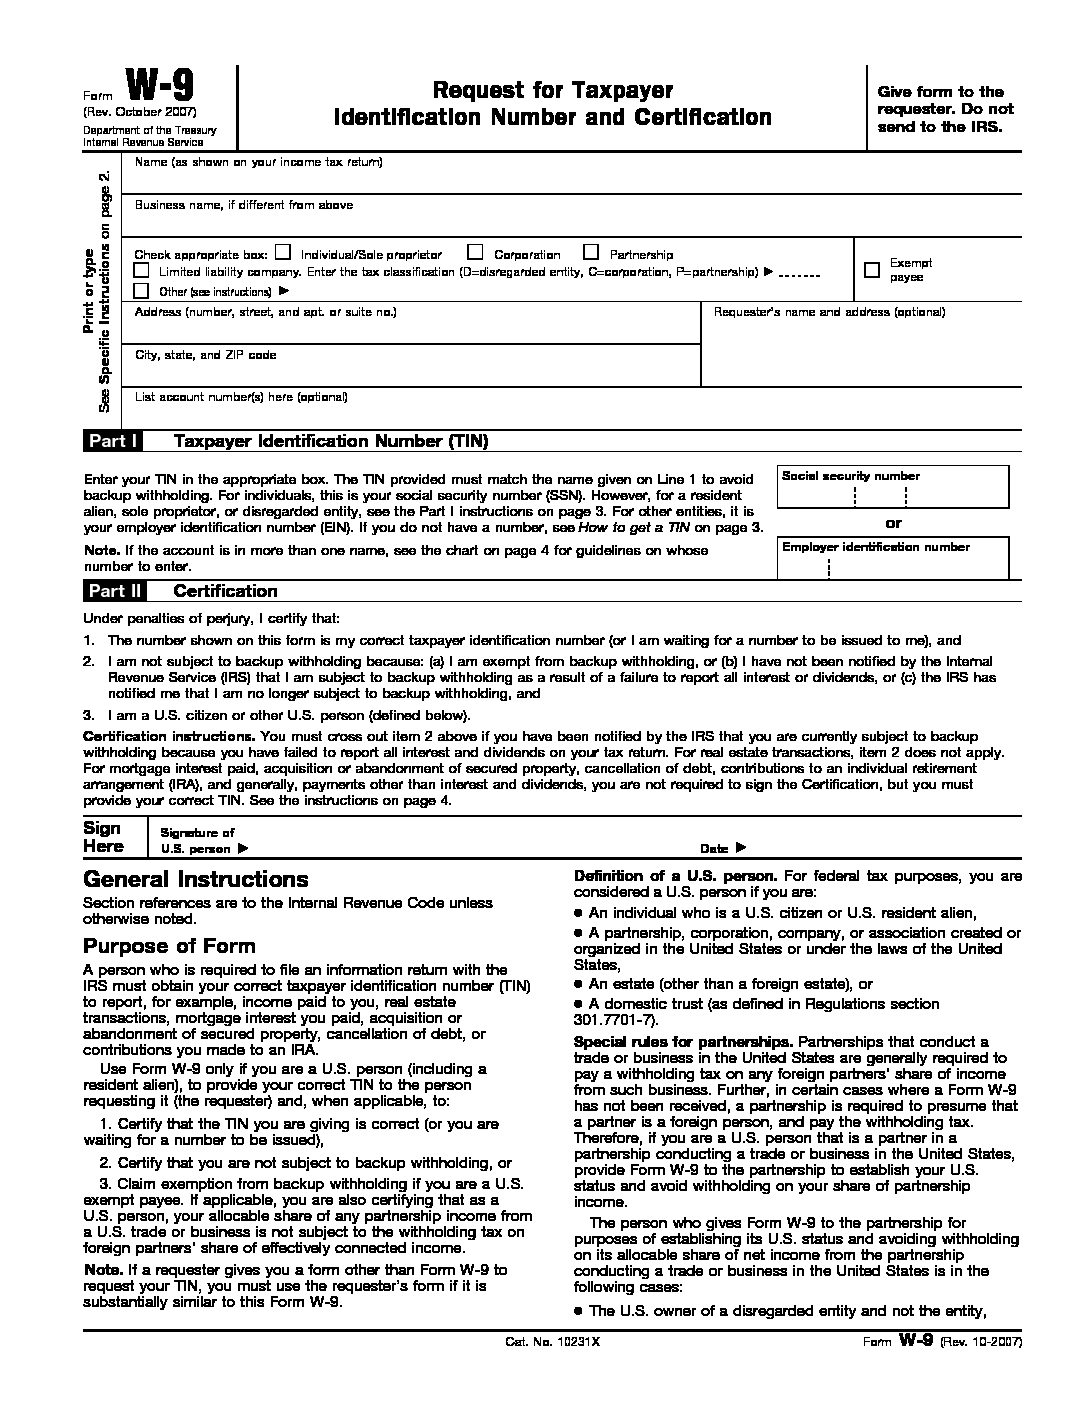 Form W-9
(Rev. October 2007)
Department of the Treasury
Internal Revenue Service
Request for Taxpayer
Identification Number and Certification
Give form to the
requester. Do not
send to the IRS.
Print or type
See Specific Instructions on page 2.
Name (as shown on your income tax return)
Business name, if different from above
Check appropriate box: Individual/Sole proprietor Corporation Partnership
Limited liability company. Enter the tax classification (D=disregarded entity, C=corporation, P=partnership) ▶ -------
Other (see instructions) ▶
Exempt
payee
Address (number, street, and apt. or suite no.)
Requester's name and address (optional)
City, state, and ZIP code
List account number(s) here (optional)
Part I Taxpayer Identification Number (TIN)
Enter your TIN in the appropriate box. The TIN provided must match the name given on Line 1 to avoid
backup withholding. For individuals, this is your social security number (SSN). However, for a resident
alien, sole proprietor, or disregarded entity, see the Part I instructions on page 3. For other entities, it is
your employer identification number (EIN). If you do not have a number, see How to get a TIN on page 3.
Note. If the account is in more than one name, see the chart on page 4 for guidelines on whose
number to enter.
Social security number
or
Employer identification number
Part II Certification
Under penalties of perjury, I certify that:
1. The number shown on this form is my correct taxpayer identification number (or I am waiting for a number to be issued to me), and
2. I am not subject to backup withholding because: (a) I am exempt from backup withholding, or (b) I have not been notified by the Internal
Revenue Service (IRS) that I am subject to backup withholding as a result of a failure to report all interest or dividends, or (c) the IRS has
notified me that I am no longer subject to backup withholding, and
3. I am a U.S. citizen or other U.S. person (defined below).
Certification instructions. You must cross out item 2 above if you have been notified by the IRS that you are currently subject to backup
withholding because you have failed to report all interest and dividends on your tax return. For real estate transactions, item 2 does not apply.
For mortgage interest paid, acquisition or abandonment of secured property, cancellation of debt, contributions to an individual retirement
arrangement (IRA), and generally, payments other than interest and dividends, you are not required to sign the Certification, but you must
provide your correct TIN. See the instructions on page 4.
Sign
Here
Signature of
U.S. person ▶
Date ▶
General Instructions
Section references are to the Internal Revenue Code unless
otherwise noted.
Purpose of Form
A person who is required to file an information return with the
IRS must obtain your correct taxpayer identification number (TIN)
to report, for example, income paid to you, real estate
transactions, mortgage interest you paid, acquisition or
abandonment of secured property, cancellation of debt, or
contributions you made to an IRA.
Use Form W-9 only if you are a U.S. person (including a
resident alien), to provide your correct TIN to the person
requesting it (the requester) and, when applicable, to:
1. Certify that the TIN you are giving is correct (or you are
waiting for a number to be issued),
2. Certify that you are not subject to backup withholding, or
3. Claim exemption from backup withholding if you are a U.S.
exempt payee. If applicable, you are also certifying that as a
U.S. person, your allocable share of any partnership income from
a U.S. trade or business is not subject to the withholding tax on
foreign partners' share of effectively connected income.
Note. If a requester gives you a form other than Form W-9 to
request your TIN, you must use the requester's form if it is
substantially similar to this Form W-9.
Definition of a U.S. person. For federal tax purposes, you are
considered a U.S. person if you are:
● An individual who is a U.S. citizen or U.S. resident alien,
● A partnership, corporation, company, or association created or
organized in the United States or under the laws of the United
States,
● An estate (other than a foreign estate), or
● A domestic trust (as defined in Regulations section
301.7701-7).
Special rules for partnerships. Partnerships that conduct a
trade or business in the United States are generally required to
pay a withholding tax on any foreign partners' share of income
from such business. Further, in certain cases where a Form W-9
has not been received, a partnership is required to presume that
a partner is a foreign person, and pay the withholding tax.
Therefore, if you are a U.S. person that is a partner in a
partnership conducting a trade or business in the United States,
provide Form W-9 to the partnership to establish your U.S.
status and avoid withholding on your share of partnership
income.
The person who gives Form W-9 to the partnership for
purposes of establishing its U.S. status and avoiding withholding
on its allocable share of net income from the partnership
conducting a trade or business in the United States is in the
following cases:
● The U.S. owner of a disregarded entity and not the entity,
Cat. No. 10231X
Form W-9 (Rev. 10-2007)